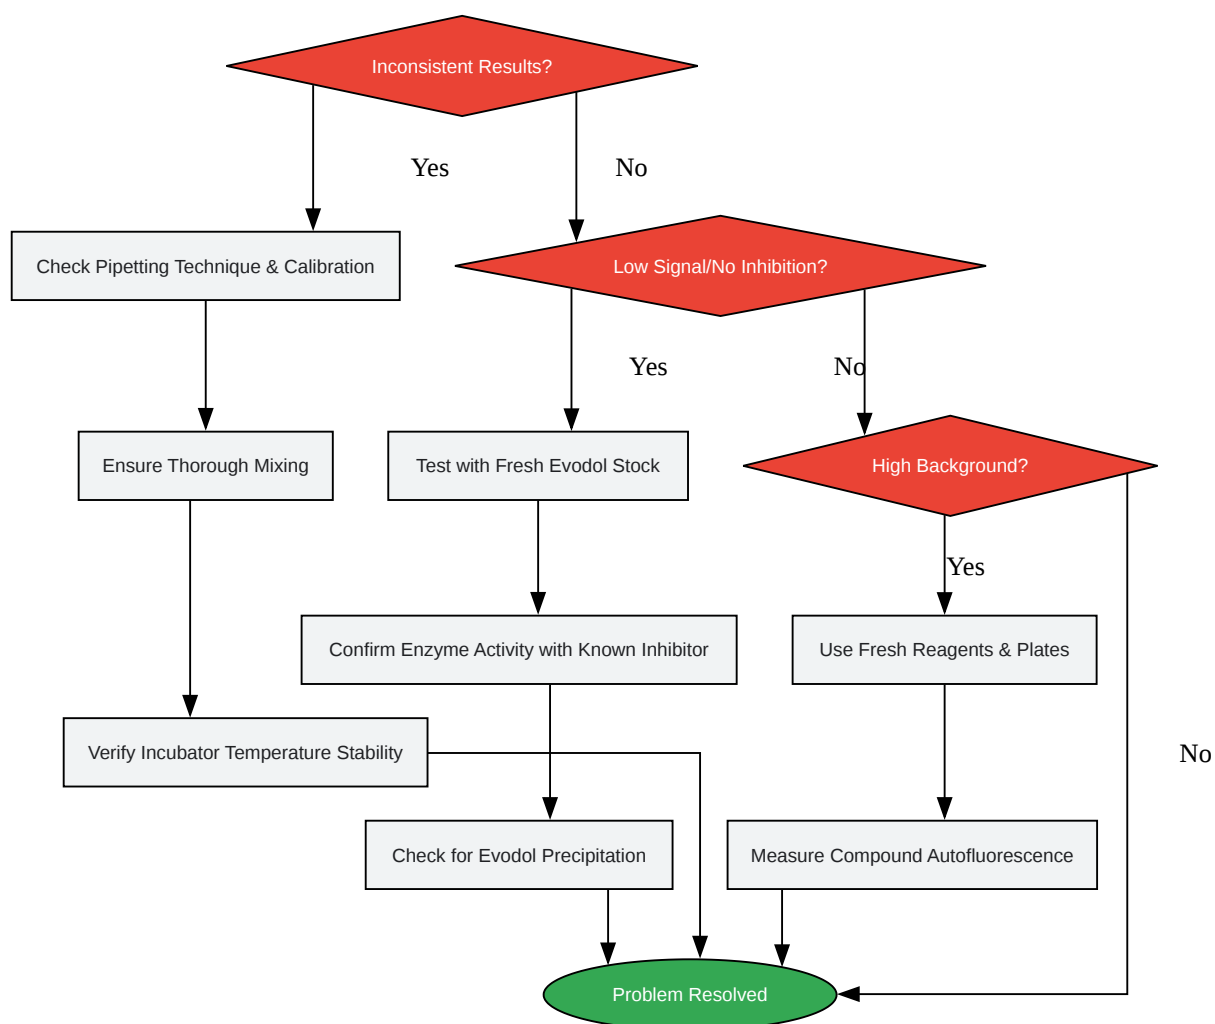 Inconsistent Results?
Yes
No
Check Pipetting Technique & Calibration
Low Signal/No Inhibition?
Yes
No
Ensure Thorough Mixing
Test with Fresh Evodol Stock
High Background?
Yes
Confirm Enzyme Activity with Known Inhibitor
Use Fresh Reagents & Plates
Verify Incubator Temperature Stability
No
Check for Evodol Precipitation
Measure Compound Autofluorescence
Problem Resolved